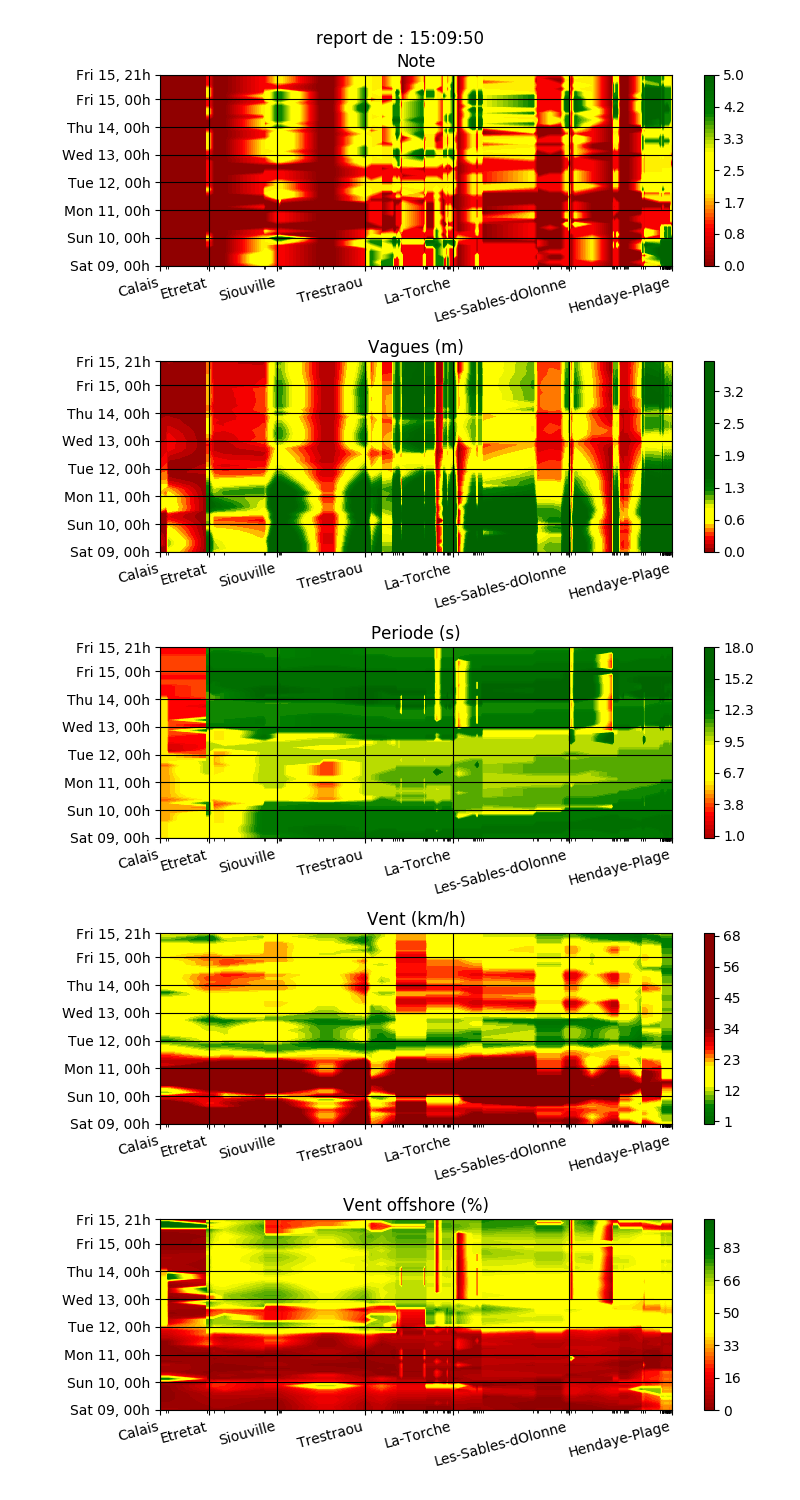 report de : 15:09:50
Note
Fri 15, 21h
Fri 15, 00h
Thu 14, 00h
Wed 13, 00h
Tue 12, 00h
Mon 11, 00h
Sun 10, 00h
Sat 09, 00h
5.0
4.2
3.3
2.5
1.7
0.8
0.0
Calais Etretat Siouville Trestraou La-Torche Les-Sables-dOlonne Hendaye-Plage
Vagues (m)
Fri 15, 21h
Fri 15, 00h
Thu 14, 00h
Wed 13, 00h
Tue 12, 00h
Mon 11, 00h
Sun 10, 00h
Sat 09, 00h
3.2
2.5
1.9
1.3
0.6
0.0
Calais Etretat Siouville Trestraou La-Torche Les-Sables-dOlonne Hendaye-Plage
Periode (s)
Fri 15, 21h
Fri 15, 00h
Thu 14, 00h
Wed 13, 00h
Tue 12, 00h
Mon 11, 00h
Sun 10, 00h
Sat 09, 00h
18.0
15.2
12.3
9.5
6.7
3.8
1.0
Calais Etretat Siouville Trestraou La-Torche Les-Sables-dOlonne Hendaye-Plage
Vent (km/h)
Fri 15, 21h
Fri 15, 00h
Thu 14, 00h
Wed 13, 00h
Tue 12, 00h
Mon 11, 00h
Sun 10, 00h
Sat 09, 00h
68
56
45
34
23
12
1
Calais Etretat Siouville Trestraou La-Torche Les-Sables-dOlonne Hendaye-Plage
Vent offshore (%)
Fri 15, 21h
Fri 15, 00h
Thu 14, 00h
Wed 13, 00h
Tue 12, 00h
Mon 11, 00h
Sun 10, 00h
Sat 09, 00h
83
66
50
33
16
0
Calais Etretat Siouville Trestraou La-Torche Les-Sables-dOlonne Hendaye-Plage